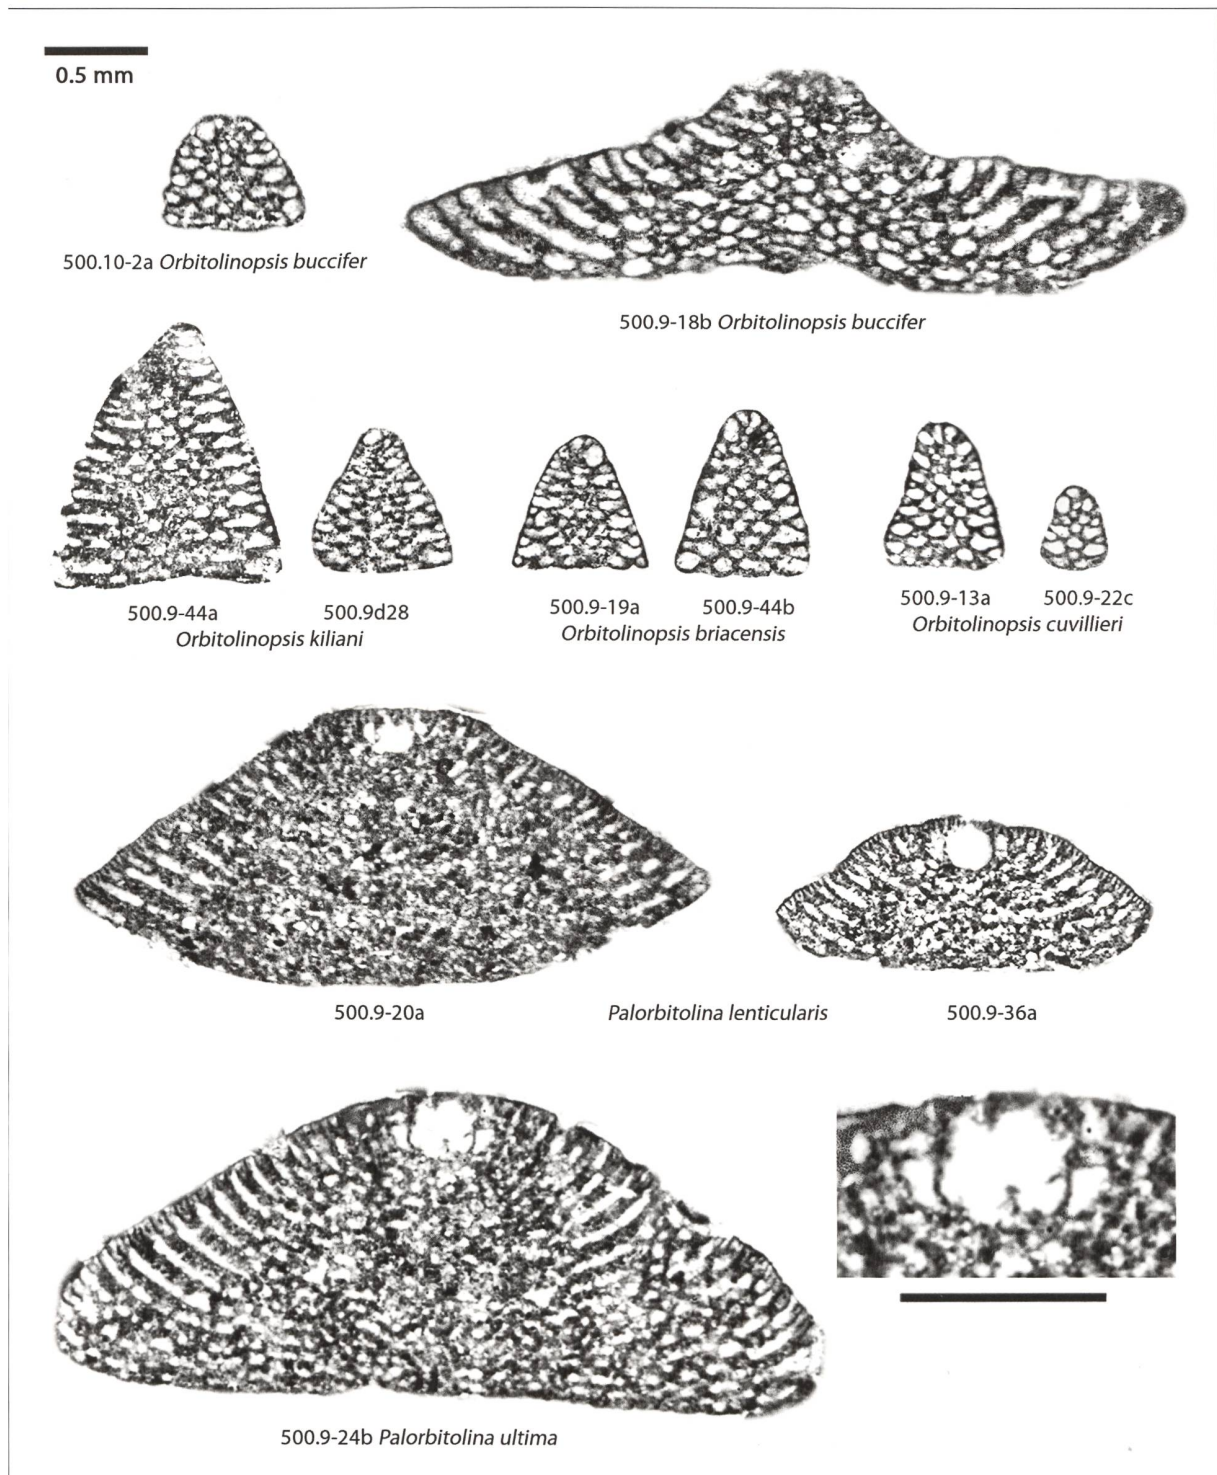 0.5 mm
500.10-2a Orbitolinopsis buccifer
500.9-18b Orbitolinopsis buccifer
500.9-44a
500.9d28
Orbitolinopsis kiliani
500.9-19a
500.9-44b
Orbitolinopsis briacensis
500.9-13a
500.9-22c
Orbitolinopsis cuvillieri
500.9-20a
Palorbitolina lenticularis
500.9-36a
500.9-24b Palorbitolina ultima